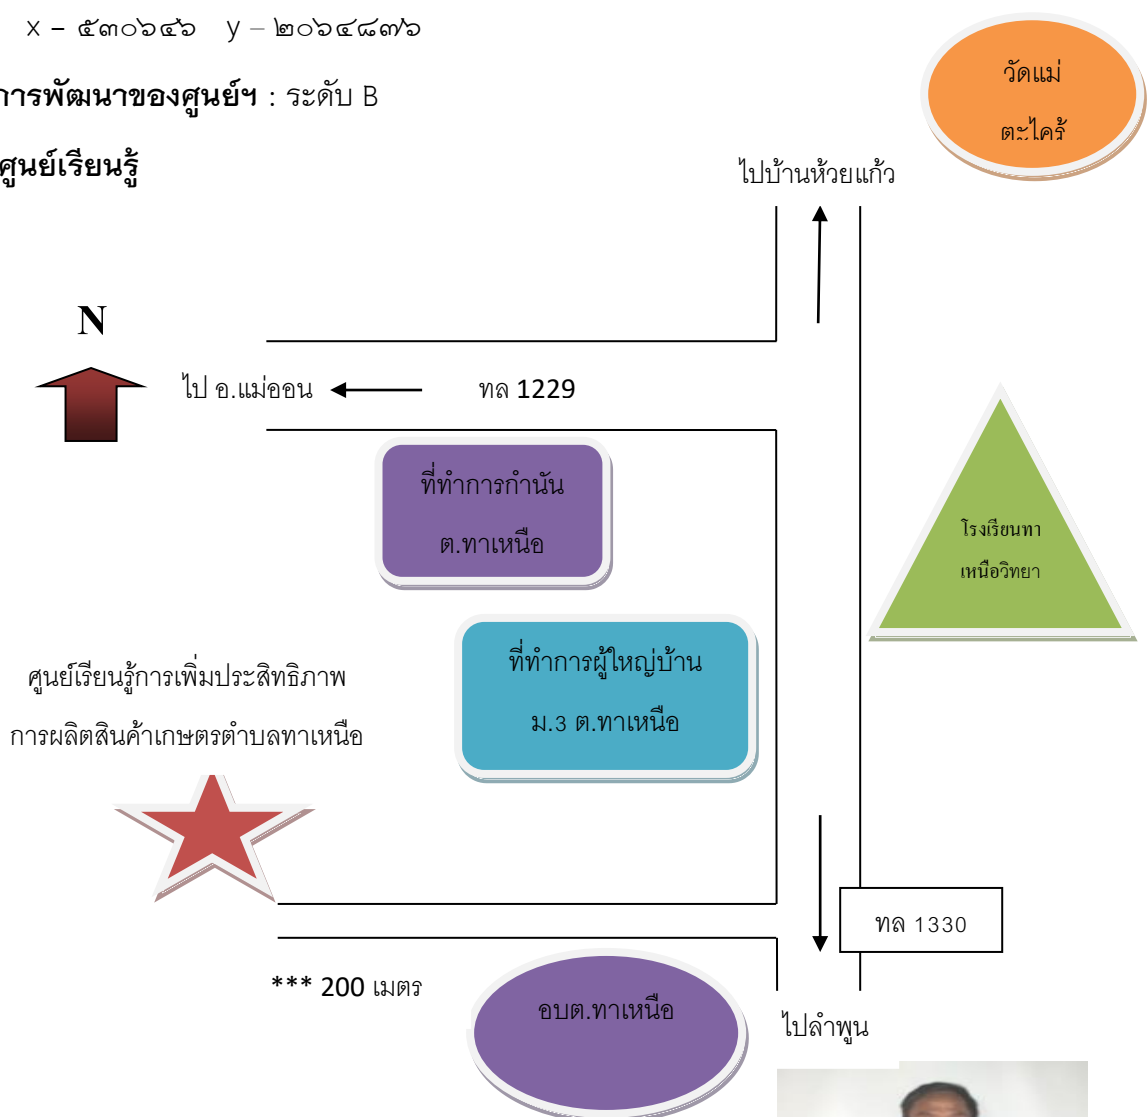 x – ๕๓๐๖๔๖ y – ๒๐๖๔๘๗๖
การพัฒนาของศูนย์ฯ : ระดับ B
ศูนย์เรียนรู้
วัดแม่
ตะไคร้
ไปบ้านห้วยแก้ว
N
ไป อ.แม่ออน
ทล 1229
ที่ทำการกำนัน
ต.ทาเหนือ
โรงเรียนทา
เหนือวิทยา
ที่ทำการผู้ใหญ่บ้าน
ม.3 ต.ทาเหนือ
ศูนย์เรียนรู้การเพิ่มประสิทธิภาพ
การผลิตสินค้าเกษตรตำบลทาเหนือ
ทล 1330
*** 200 เมตร
อบต.ทาเหนือ
ไปลำพูน